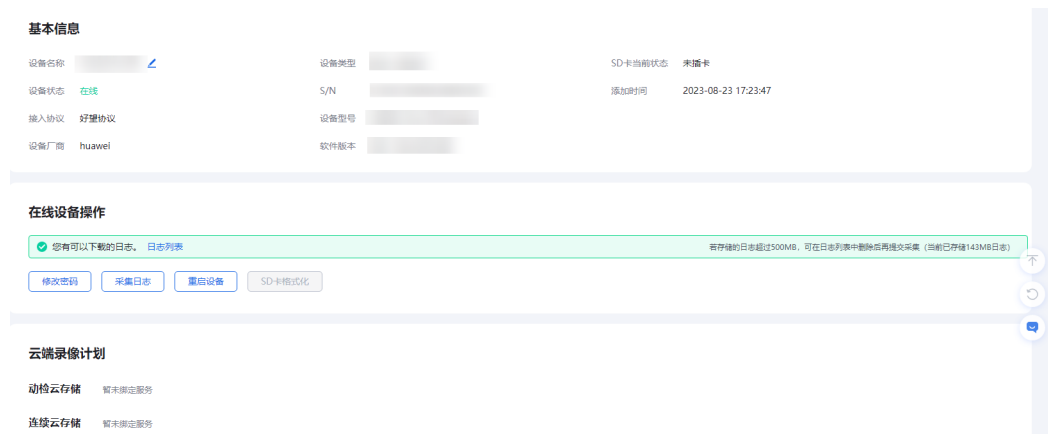 基本信息
设备名称 设备类型 SD卡当前状态 未插卡
设备状态 在线 S/N 添加时间 2023-08-23 17:23:47
接入协议 好望协议 设备型号
设备厂商 huawei 软件版本
在线设备操作
您有可以下载的日志。 日志列表 若存储的日志超过500MB，可在日志列表中删除后再提交采集（当前已存储143MB日志）
修改密码 采集日志 重启设备 SD卡格式化
云端录像计划
动检云存储 暂未绑定服务
连续云存储 暂未绑定服务